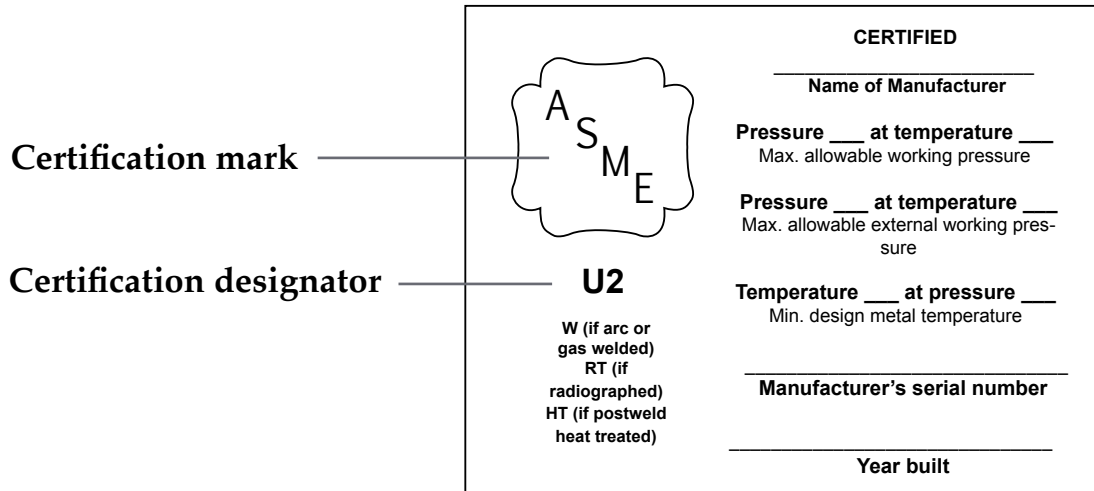 Certification mark
Certification designator
A
S
M
E
U2
W (if arc or
gas welded)
RT (if
radiographed)
HT (if postweld
heat treated)
CERTIFIED
Name of Manufacturer
Pressure ___ at temperature ___
Max. allowable working pressure
Pressure ___ at temperature ___
Max. allowable external working pres-
sure
Temperature ___ at pressure ___
Min. design metal temperature
Manufacturer’s serial number
Year built